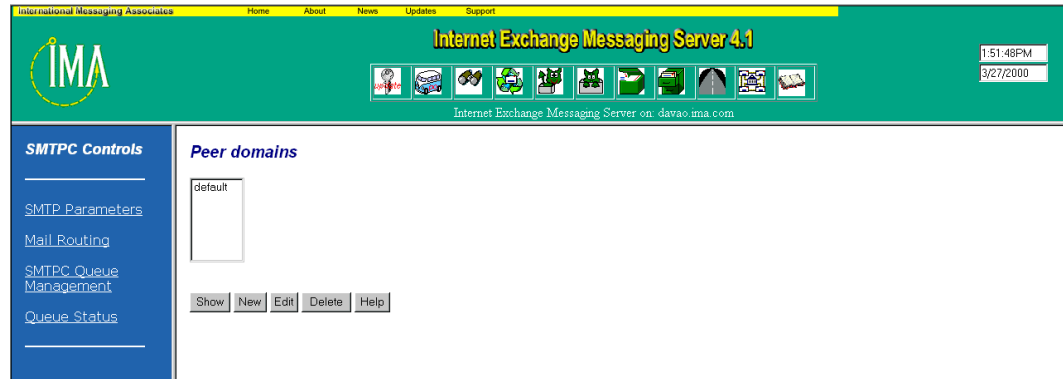 International Messaging Associates Home About News Updates Support
IMA
Internet Exchange Messaging Server 4.1
1:51:48PM
3/27/2000
update
Internet Exchange Messaging Server on: davao.ima.com
SMTPC Controls
SMTP Parameters
Mail Routing
SMTPC Queue
Management
Queue Status
Peer domains
default
Show New Edit Delete Help